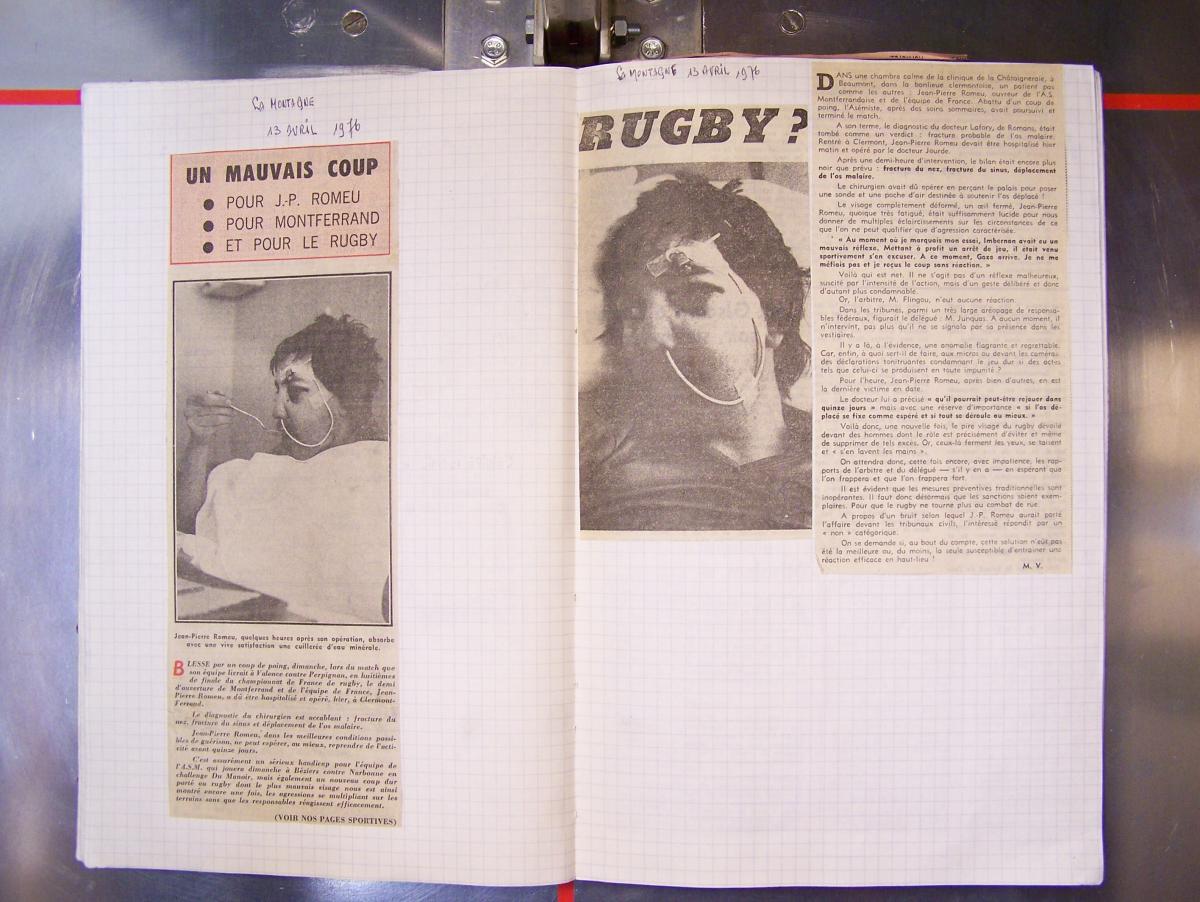 La MONTAGNE
13 AVRIL 1976
UN MAUVAIS COUP
● POUR J.-P. ROMEU
● POUR MONTFERRAND
● ET POUR LE RUGBY
Jean-Pierre Romeu, quelques heures après son opération, absorbe
avec une vive satisfaction une cuillerée d'eau minérale.
BLESSE par un coup de poing, dimanche, lors du match que
son équipe livrait à Valence contre Perpignan, en huitièmes
de finale du championnat de France de rugby, le demi
d'ouverture de Montferrand et de l'équipe de France, Jean-
Pierre Romeu, a dû être hospitalisé et opéré, hier, à Clermont-
Ferrand.
Le diagnostic du chirurgien est accablant : fracture du
nez, fracture du sinus et déplacement de l'os malaire.
Jean-Pierre Romeu, dans les meilleures conditions possi-
bles de guérison, ne peut espérer, au mieux, reprendre de l'acti-
vité avant quinze jours.
C'est assurément un sérieux handicap pour l'équipe de
l'A.S.M. qui jouera dimanche à Béziers contre Narbonne en
challenge Du Manoir, mais également un nouveau coup dur
porté au rugby dont le plus mauvais visage nous est ainsi
montré encore une fois, les agressions se multipliant sur les
terrains sans que les responsables réagissent efficacement.
(VOIR NOS PAGES SPORTIVES)
La MONTAGNE 13 AVRIL 1976
RUGBY ?
DANS une chambre calme de la clinique de la Châtaigneraie, à
Beaumont, dans la banlieue clermontoise, un patient pas
comme les autres : Jean-Pierre Romeu, ouvreur de l'A.S.
Montferrandaise et de l'équipe de France. Abattu d'un coup de
poing, l'Asémiste, après des soins sommaires, avait poursuivi et
terminé le match.
A son terme, le diagnostic du docteur Lafory, de Romans, était
tombé comme un verdict : fracture probable de l'os malaire.
Rentré à Clermont, Jean-Pierre Romeu devait être hospitalisé hier
matin et opéré par le docteur Jourde.
Après une demi-heure d'intervention, le bilan était encore plus
noir que prévu : fracture du nez, fracture du sinus, déplacement
de l'os malaire.
Le chirurgien avait dû opérer en perçant le palais pour poser
une sonde et une poche d'air destinée à soutenir l'os déplacé !
Le visage complètement déformé, un œil fermé, Jean-Pierre
Romeu, quoique très fatigué, était suffisamment lucide pour nous
donner de multiples éclaircissements sur les circonstances de ce
que l'on ne peut qualifier que d'agression caractérisée.
« Au moment où je marquais mon essai, Imbernon avait eu un
mauvais réflexe. Mettant à profit un arrêt de jeu, il était venu
sportivement s'en excuser. A ce moment, Gaza arrive. Je ne me
méfiais pas et je reçus le coup sans réaction. »
Voilà qui est net. Il ne s'agit pas d'un réflexe malheureux,
suscité par l'intensité de l'action, mais d'un geste délibéré et donc
d'autant plus condamnable.
Or, l'arbitre, M. Flingou, n'eut aucune réaction.
Dans les tribunes, parmi un très large aréopage de responsa-
bles fédéraux, figurait le délégué : M. Junquas. A aucun moment, il
n'intervint, pas plus qu'il ne se signala par sa présence dans les
vestiaires.
Il y a là, à l'évidence, une anomalie flagrante et regrettable.
Car, enfin, à quoi sert-il de faire, aux micros ou devant les caméras,
des déclarations tonitruantes condamnant le jeu dur si des actes
tels que celui-ci se produisent en toute impunité ?
Pour l'heure, Jean-Pierre Romeu, après bien d'autres, en est
la dernière victime en date.
Le docteur lui a précisé « qu'il pourrait peut-être rejouer dans
quinze jours » mais avec une réserve d'importance « si l'os dé-
placé se fixe comme espéré et si tout se déroule au mieux. »
Voilà donc, une nouvelle fois, le pire visage du rugby dévoilé
devant des hommes dont le rôle est précisément d'éviter et même
de supprimer de tels excès. Or, ceux-là ferment les yeux, se taisent
et « s'en lavent les mains ».
On attendra donc, cette fois encore, avec impatience, les rap-
ports de l'arbitre et du délégué — s'il y en a — en espérant que
l'on frappera et que l'on frappera fort.
Il est évident que les mesures préventives traditionnelles sont
inopérantes. Il faut donc désormais que les sanctions soient exem-
plaires. Pour que le rugby ne tourne plus au combat de rue.
A propos d'un bruit selon lequel J.-P. Romeu aurait porté
l'affaire devant les tribunaux civils, l'intéressé répondit par un
« non » catégorique.
On se demande si, au bout du compte, cette solution n'eût pas
été la meilleure ou, du moins, la seule susceptible d'entraîner une
réaction efficace en haut-lieu !
M. V.